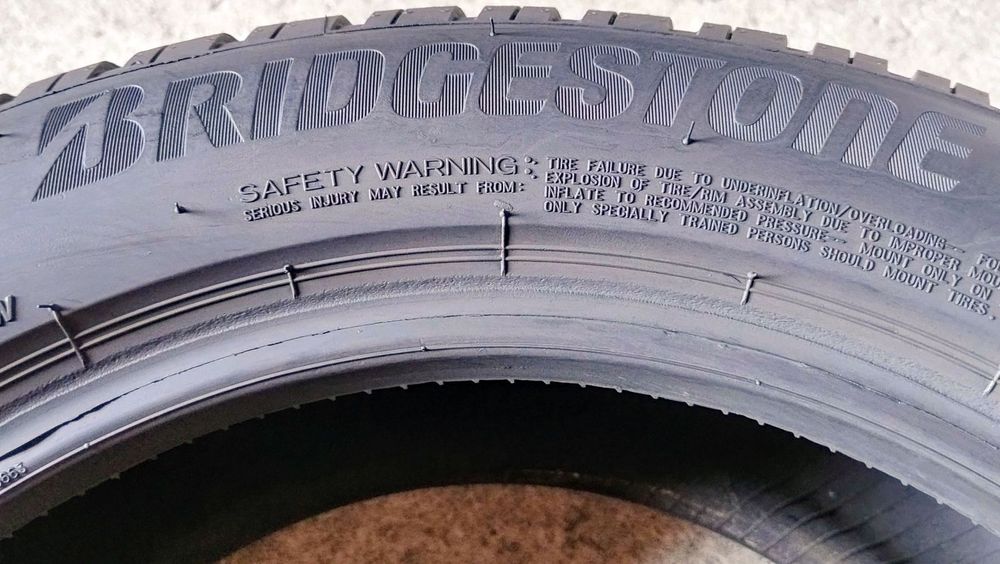 BRIDGESTONE
SAFETY WARNING:
SERIOUS INJURY MAY RESULT FROM:
TIRE FAILURE DUE TO UNDERINFLATION/OVERLOADING--
EXPLOSION OF TIRE/RIM ASSEMBLY DUE TO IMPROPER
INFLATE TO RECOMMENDED PRESSURE-- MOUNT ONLY ON
ONLY SPECIALLY TRAINED PERSONS SHOULD MOUNT TIRES.